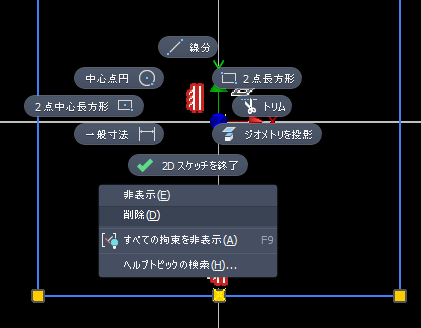 線分
中心点円
2 点長方形
2 点中心長方形
トリム
一般寸法
ジオメトリを投影
2D スケッチを終了
非表示(E)
削除(D)
すべての拘束を非表示(A) F9
ヘルプトピックの検索(H)...